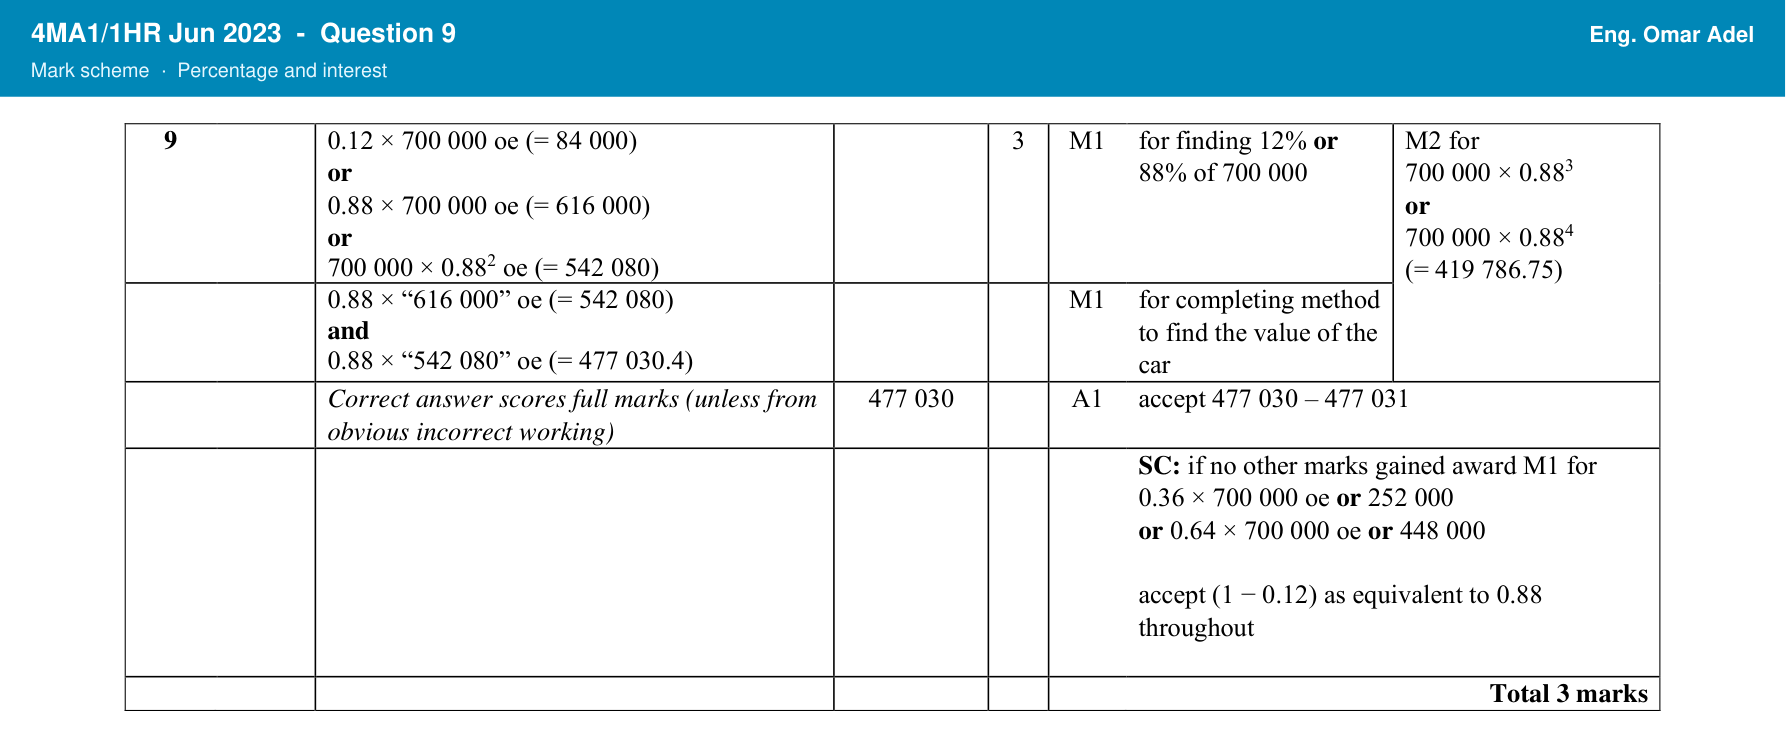 4MA1/1HR Jun 2023 - Question 9
Eng. Omar Adel
Mark scheme · Percentage and interest
9
0.12 × 700 000 oe (= 84 000)
or
0.88 × 700 000 oe (= 616 000)
or
700 000 × 0.88² oe (= 542 080)
3
M1
for finding 12% or
88% of 700 000
M2 for
700 000 × 0.88³
or
700 000 × 0.88⁴
(= 419 786.75)
0.88 × “616 000” oe (= 542 080)
and
0.88 × “542 080” oe (= 477 030.4)
M1
for completing method
to find the value of the
car
Correct answer scores full marks (unless from
obvious incorrect working)
477 030
A1
accept 477 030 – 477 031
SC: if no other marks gained award M1 for
0.36 × 700 000 oe or 252 000
or 0.64 × 700 000 oe or 448 000
accept (1 − 0.12) as equivalent to 0.88
throughout
Total 3 marks